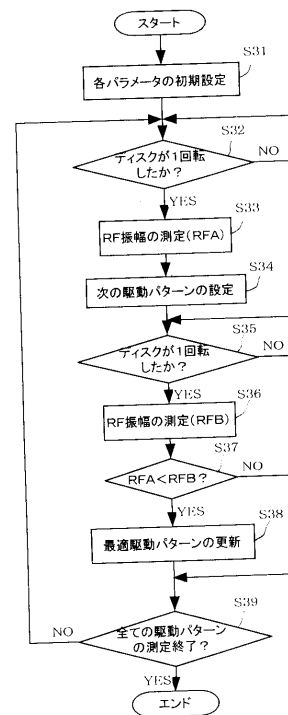 スタート
S31
各パラメータの初期設定
S32
ディスクが1回転
したか？
NO
YES
S33
RF振幅の測定(RFA)
S34
次の駆動パターンの設定
S35
ディスクが1回転
したか？
NO
YES
S36
RF振幅の測定(RFB)
S37
RFA<RFB？
NO
YES
S38
最適駆動パターンの更新
S39
NO
全ての駆動パターン
の測定終了？
YES
エンド